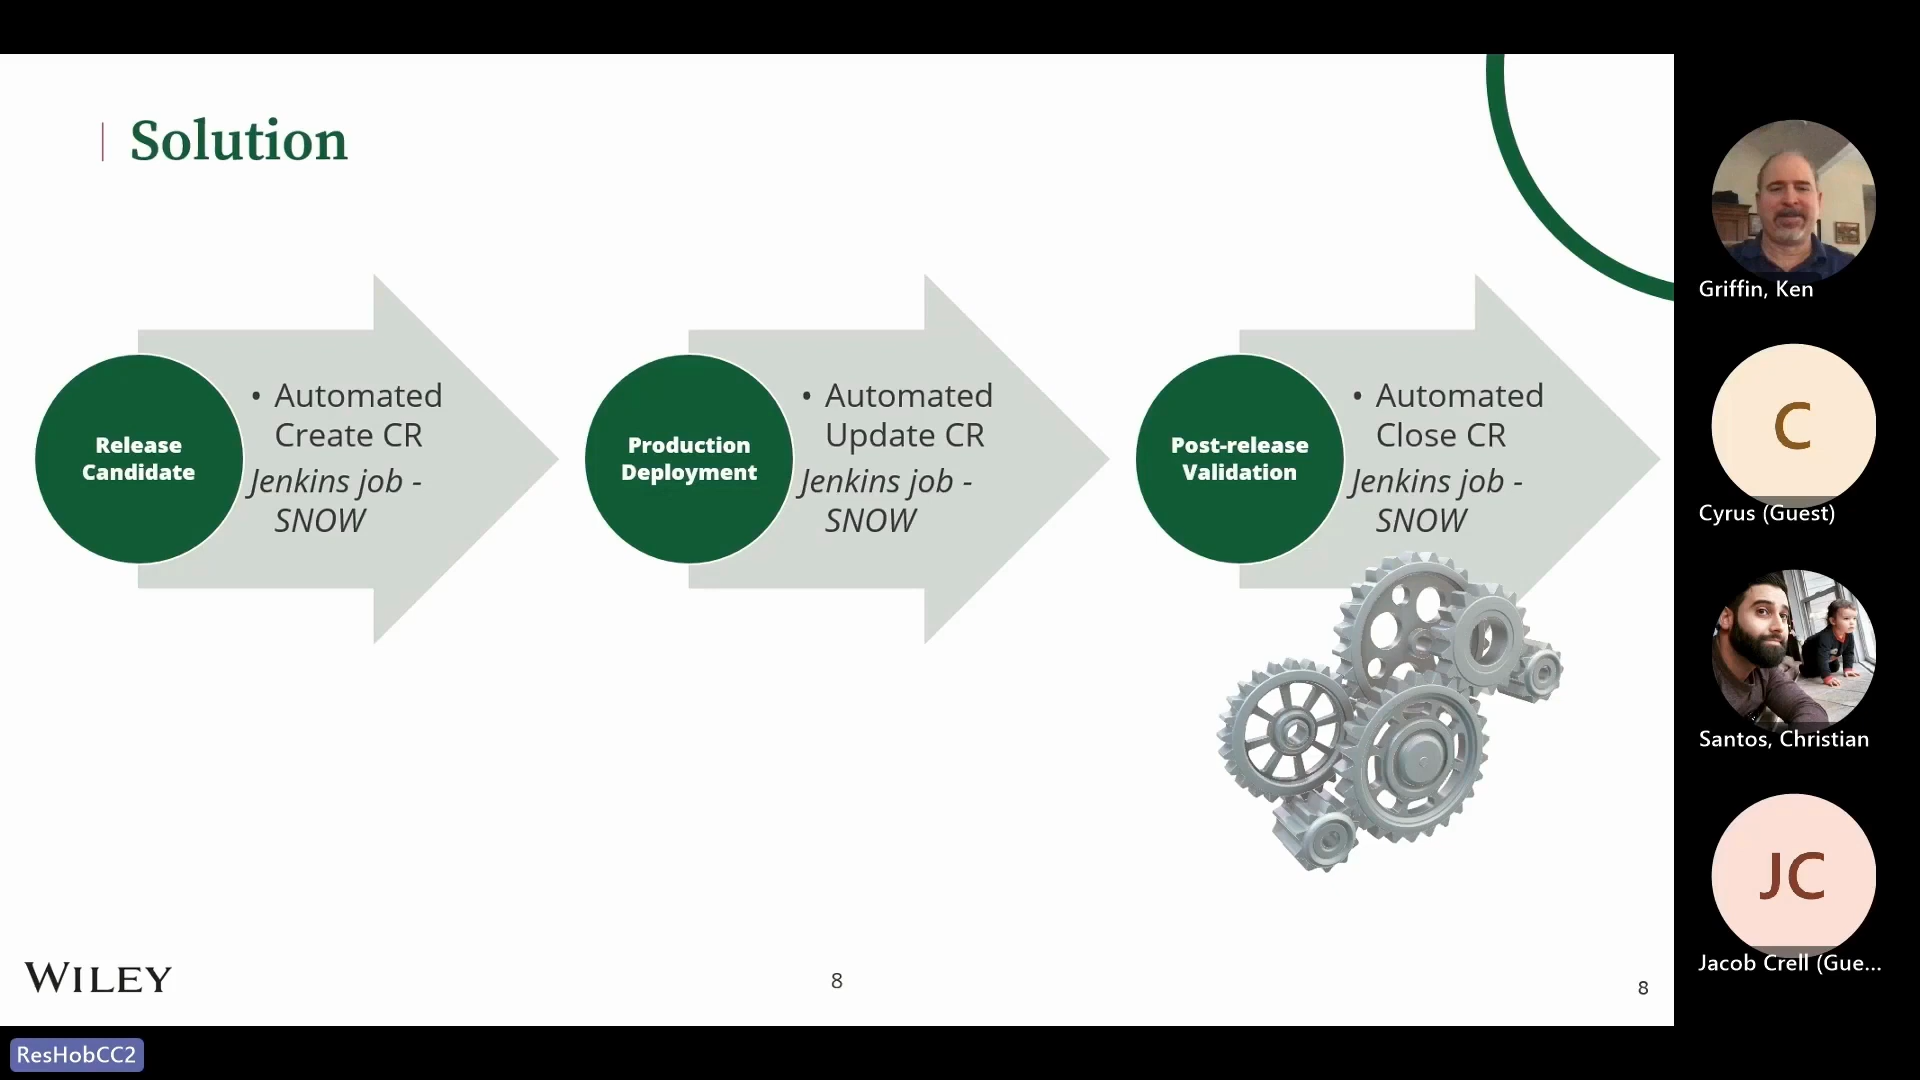 Solution
Release
Candidate
• Automated
Create CR
Jenkins job -
SNOW
Production
Deployment
• Automated
Update CR
Jenkins job -
SNOW
Post-release
Validation
• Automated
Close CR
Jenkins job -
SNOW
WILEY
8
8
Griffin, Ken
C
Cyrus (Guest)
Santos, Christian
JC
Jacob Crell (Gue...
ResHobCC2